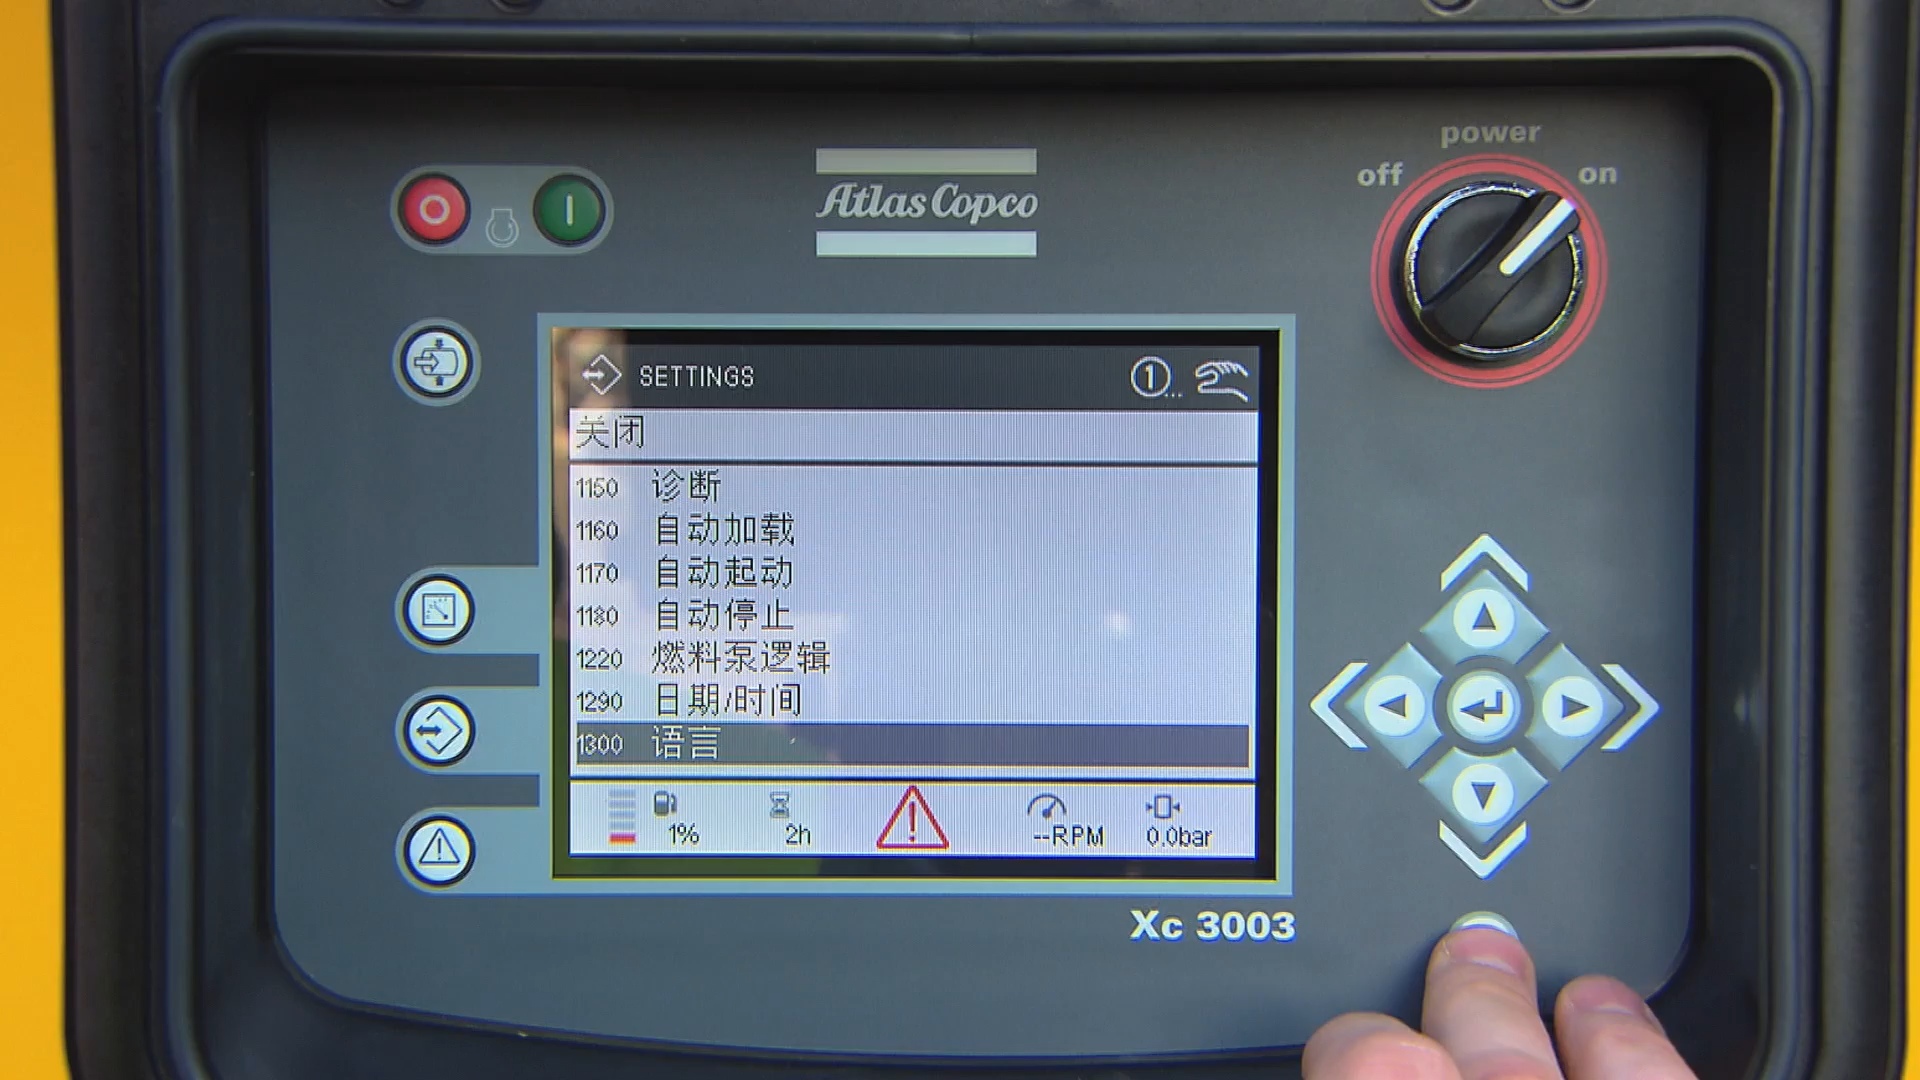 power
off
on
Atlas Copco
SETTINGS
1
关闭
1150 诊断
1160 自动加载
1170 自动起动
1180 自动停止
1220 燃料泵逻辑
1290 日期/时间
1300 语言
1% 2h --RPM 0.0bar
Xc 3003